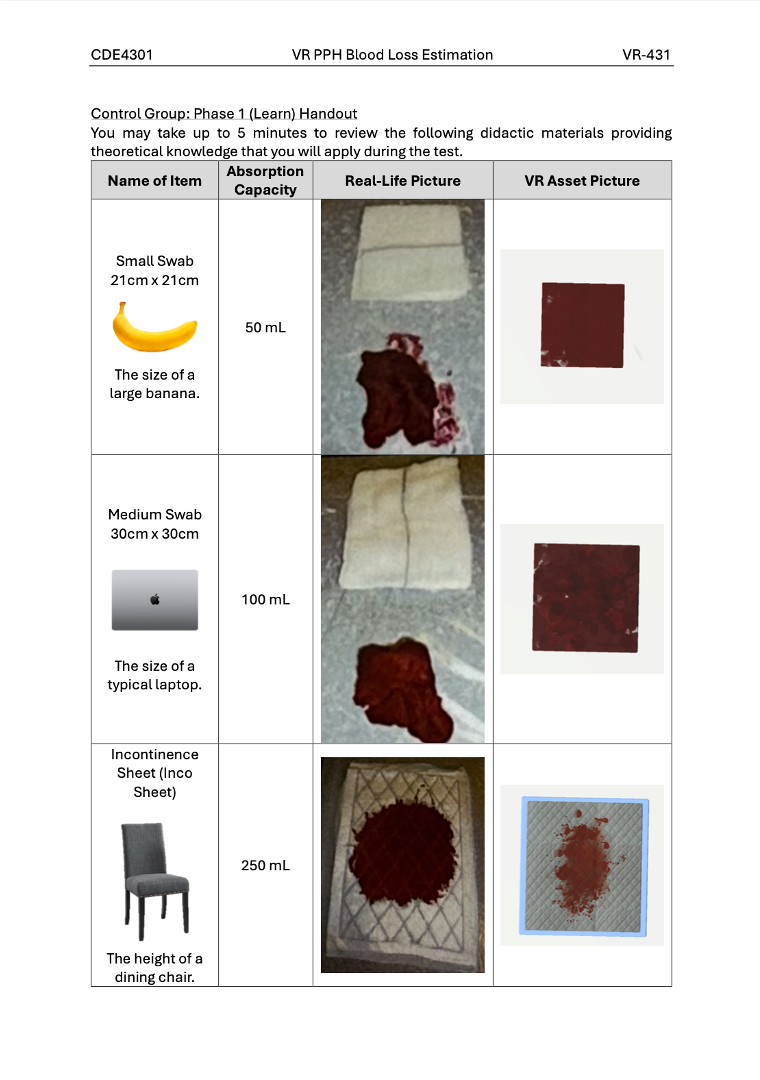 CDE4301 VR PPH Blood Loss Estimation VR-431
Control Group: Phase 1 (Learn) Handout
You may take up to 5 minutes to review the following didactic materials providing
theoretical knowledge that you will apply during the test.
Name of Item
Absorption
Capacity
Real-Life Picture
VR Asset Picture
Small Swab
21cm x 21cm
The size of a
large banana.
50 mL
Medium Swab
30cm x 30cm
The size of a
typical laptop.
100 mL
Incontinence
Sheet (Inco
Sheet)
The height of a
dining chair.
250 mL